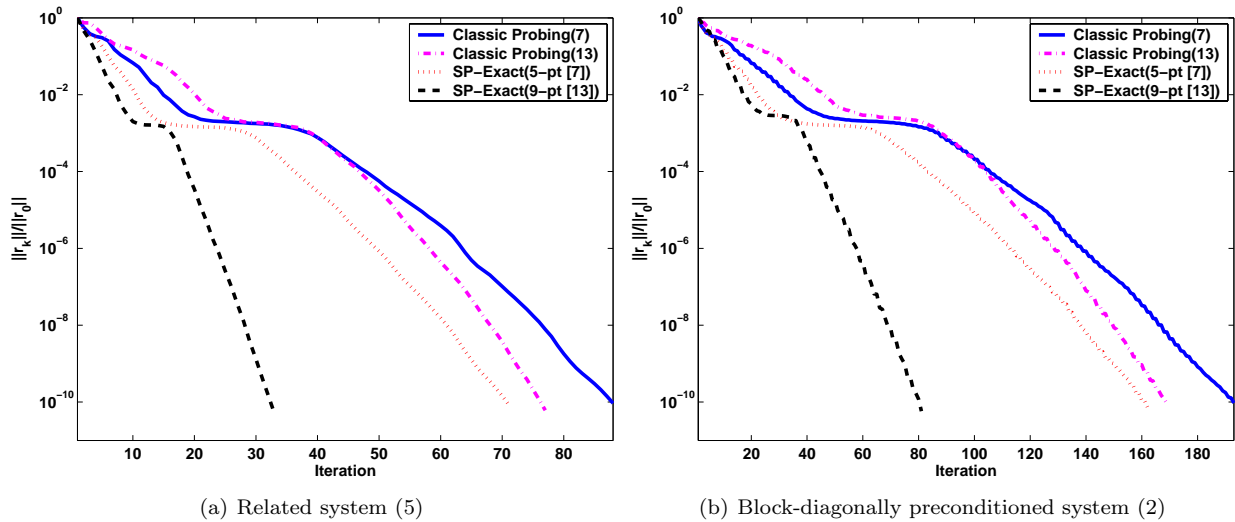 10^0
10^−2
10^−4
10^−6
10^−8
10^−10
||r_k||/||r_0||
10 20 30 40 50 60 70 80
Iteration
Classic Probing(7)
Classic Probing(13)
SP−Exact(5−pt [7])
SP−Exact(9−pt [13])
(a) Related system (5)
10^0
10^−2
10^−4
10^−6
10^−8
10^−10
||r_k||/||r_0||
20 40 60 80 100 120 140 160 180
Iteration
Classic Probing(7)
Classic Probing(13)
SP−Exact(5−pt [7])
SP−Exact(9−pt [13])
(b) Block-diagonally preconditioned system (2)